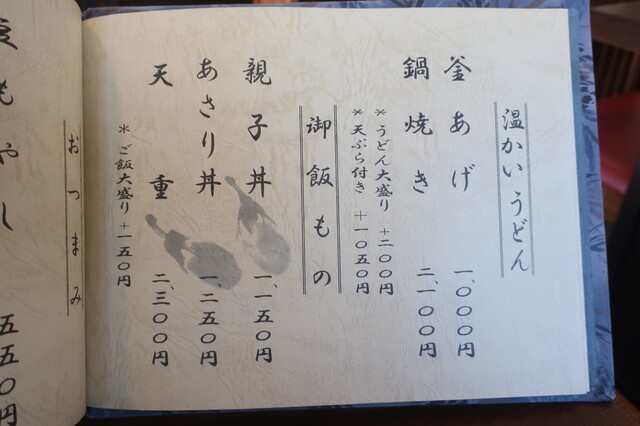 温かいうどん
釜あげ 一、〇〇〇円
鍋焼き 二、一〇〇円
＊うどん大盛り ＋二〇〇円
＊天ぷら付き ＋一〇五〇円
御飯もの
親子丼 一、一五〇円
あさり丼 一、二五〇円
天重 二、三〇〇円
＊ご飯大盛り ＋一五〇円
おつまみ
もやし 五五〇円